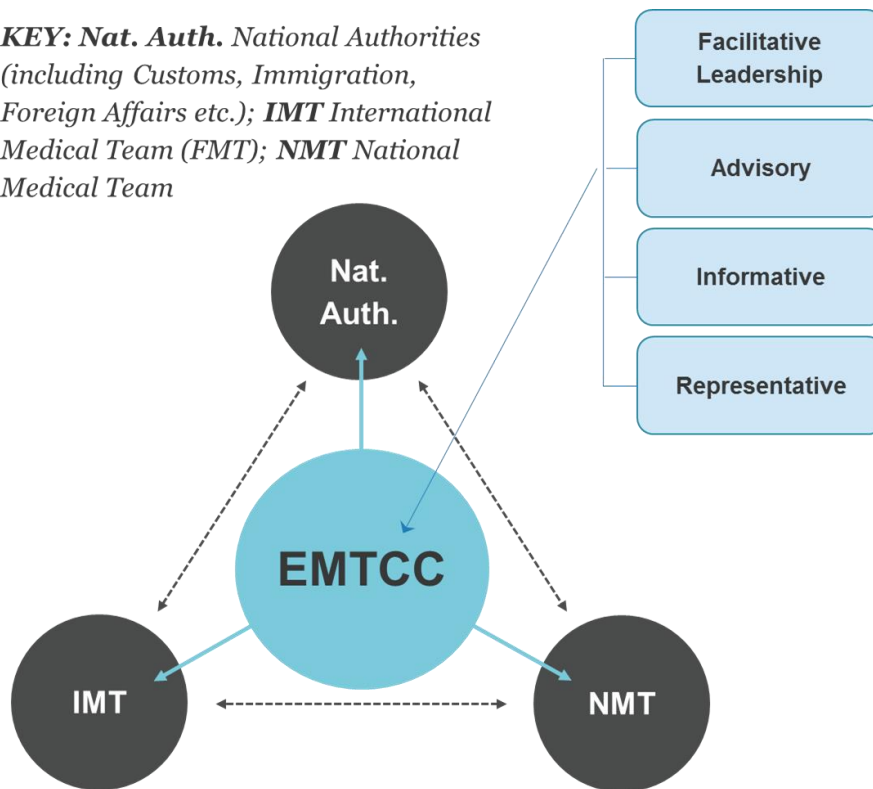 KEY: Nat. Auth. National Authorities
(including Customs, Immigration,
Foreign Affairs etc.); IMT International
Medical Team (FMT); NMT National
Medical Team
Facilitative
Leadership
Advisory
Informative
Representative
Nat.
Auth.
EMTCC
IMT
NMT